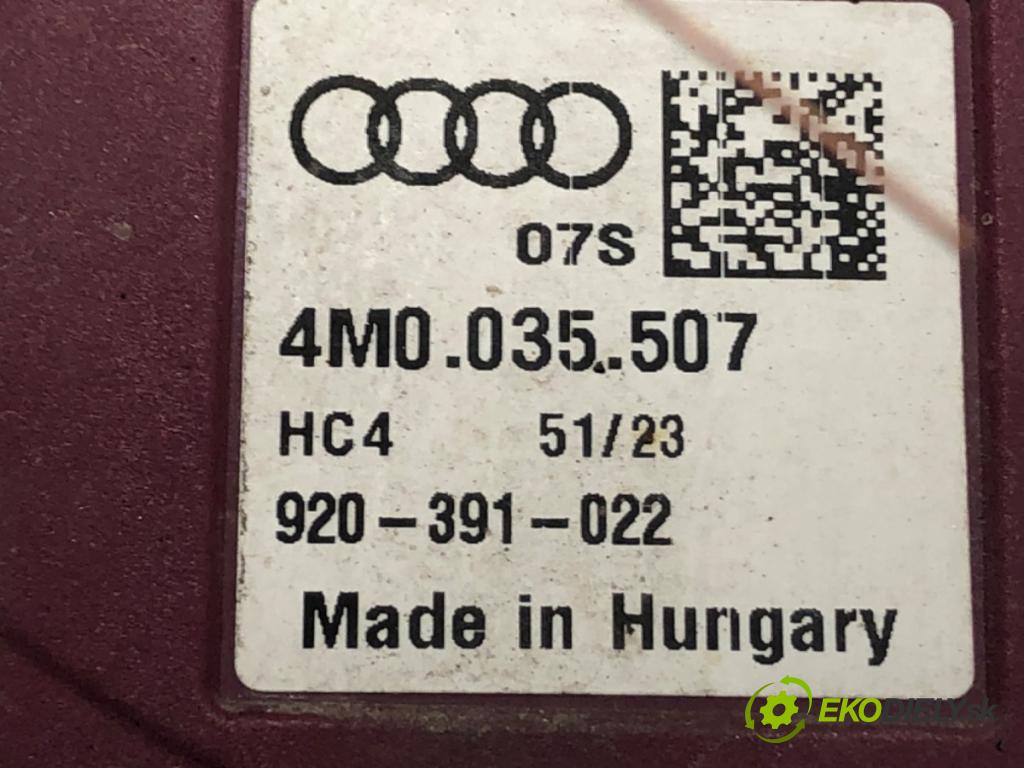 07S
4M0.035.507
HC4 51/23
920-391-022
Made in Hungary
EKODIELY.sk